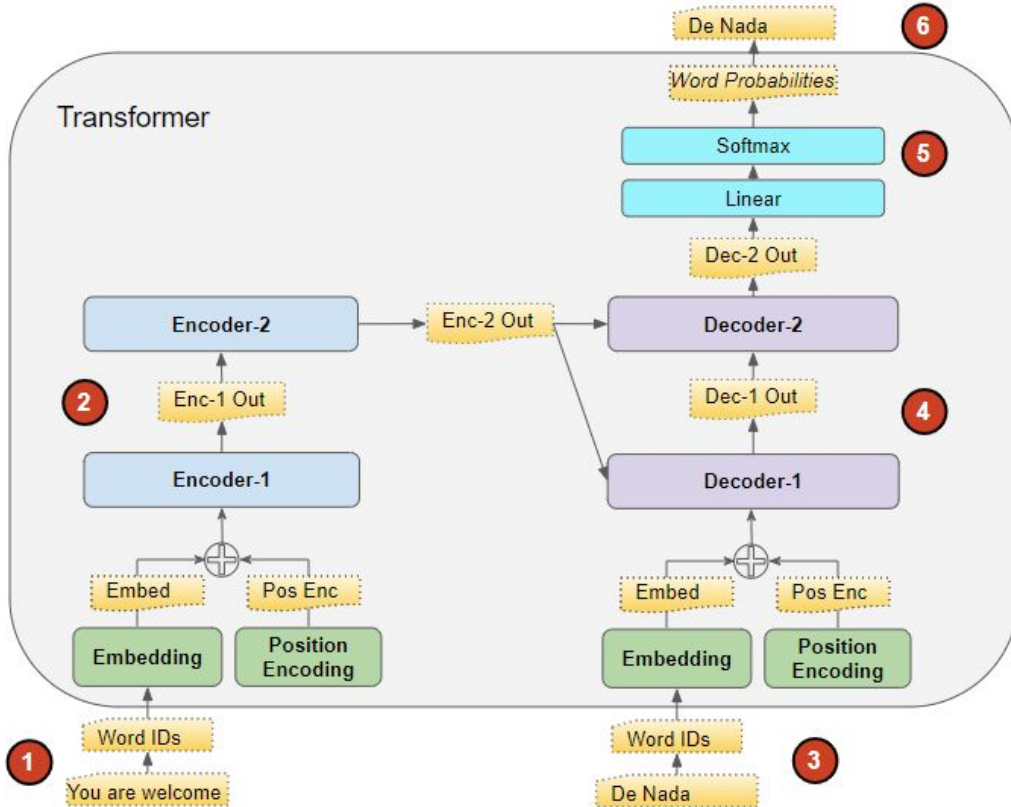 De Nada
6
Word Probabilities
Transformer
Softmax
5
Linear
Dec-2 Out
Encoder-2
Enc-2 Out
Decoder-2
2
Enc-1 Out
Dec-1 Out
4
Encoder-1
Decoder-1
Embed
Pos Enc
Embed
Pos Enc
Embedding
Position
Encoding
Embedding
Position
Encoding
1
Word IDs
Word IDs
3
You are welcome
De Nada